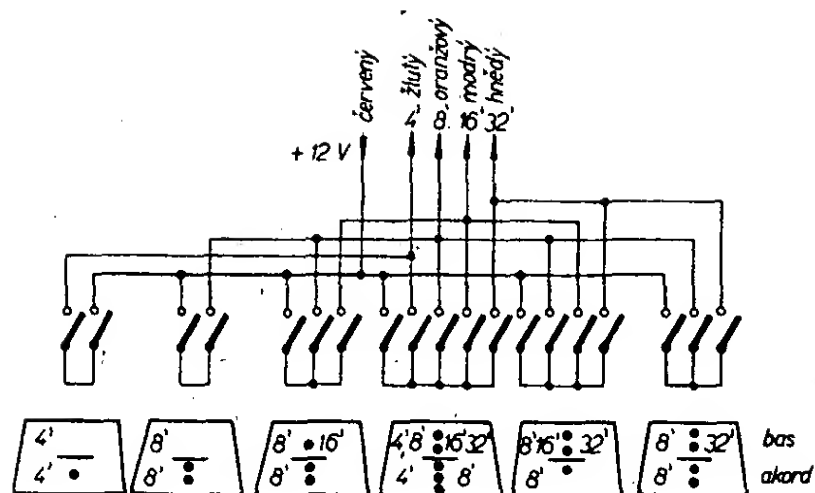 červený
4' žlutý
8' oranžový
16' modrý
32' hnědý
+12 V
4' 8' 8' 16' 4' 8' 16' 32' 8' 16' 32' 8' 32' bas
4' 8' 8' 4' 8' 8' 8' akord